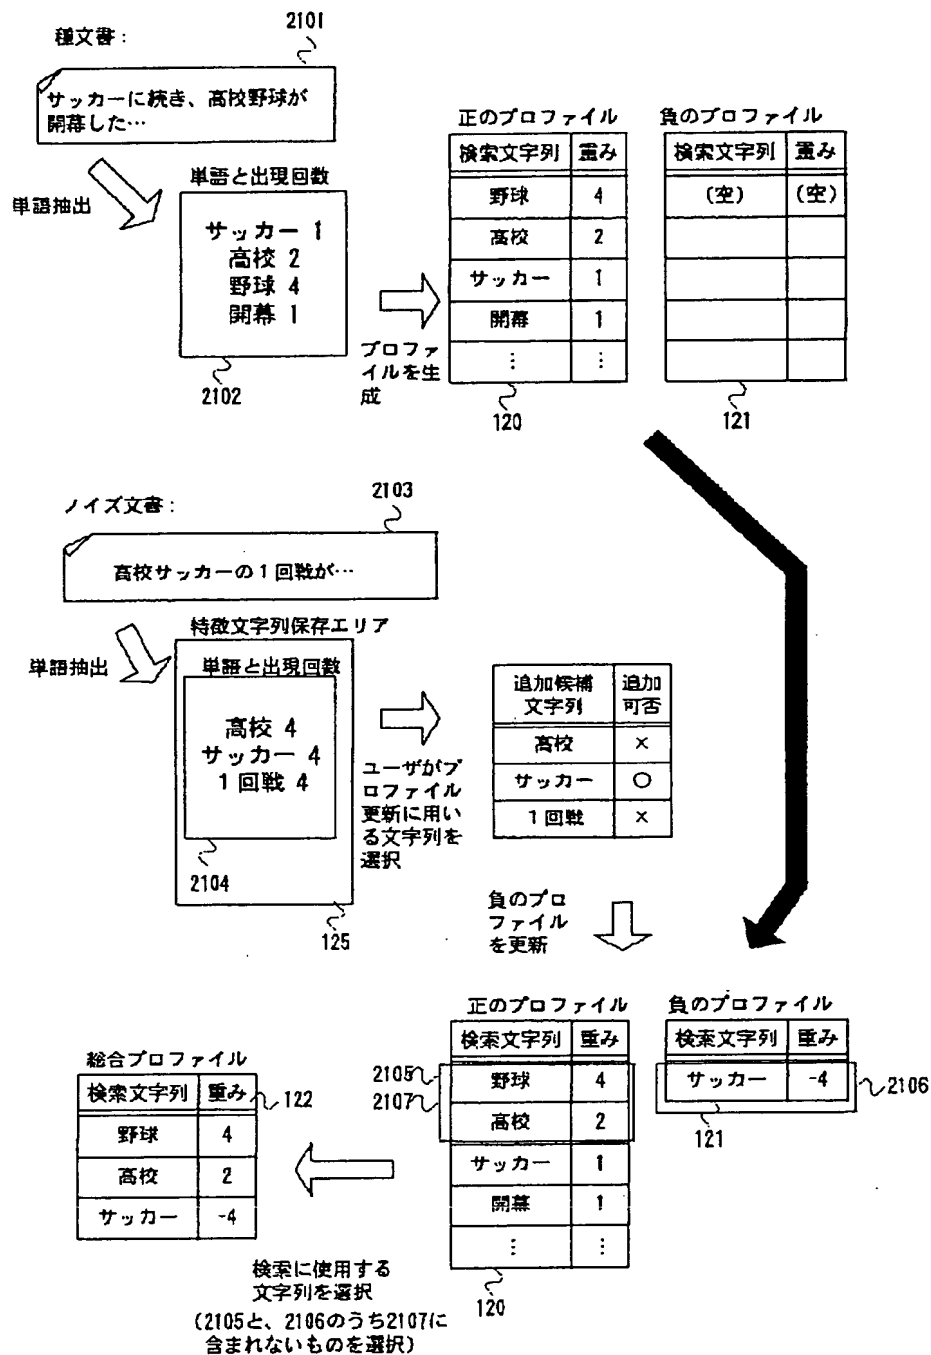 種文書：
2101
サッカーに続き、高校野球が
開幕した…
単語抽出
単語と出現回数
サッカー 1
高校 2
野球 4
開幕 1
2102
プロファ
イルを生
成
正のプロファイル
検索文字列 重み
野球 4
高校 2
サッカー 1
開幕 1
⋮ ⋮
120
負のプロファイル
検索文字列 重み
（空） （空）
121
ノイズ文書：
2103
高校サッカーの1回戦が…
単語抽出
特徴文字列保存エリア
単語と出現回数
高校 4
サッカー 4
1回戦 4
2104
125
ユーザがプ
ロファイル
更新に用い
る文字列を
選択
追加候補
文字列
追加
可否
高校 ×
サッカー ○
1回戦 ×
負のプロ
ファイル
を更新
正のプロファイル
検索文字列 重み
2105
野球 4
2107
高校 2
サッカー 1
開幕 1
⋮ ⋮
120
負のプロファイル
検索文字列 重み
サッカー -4
2106
121
総合プロファイル
検索文字列 重み
122
野球 4
高校 2
サッカー -4
検索に使用する
文字列を選択
（2105と、2106のうち2107に
含まれないものを選択）